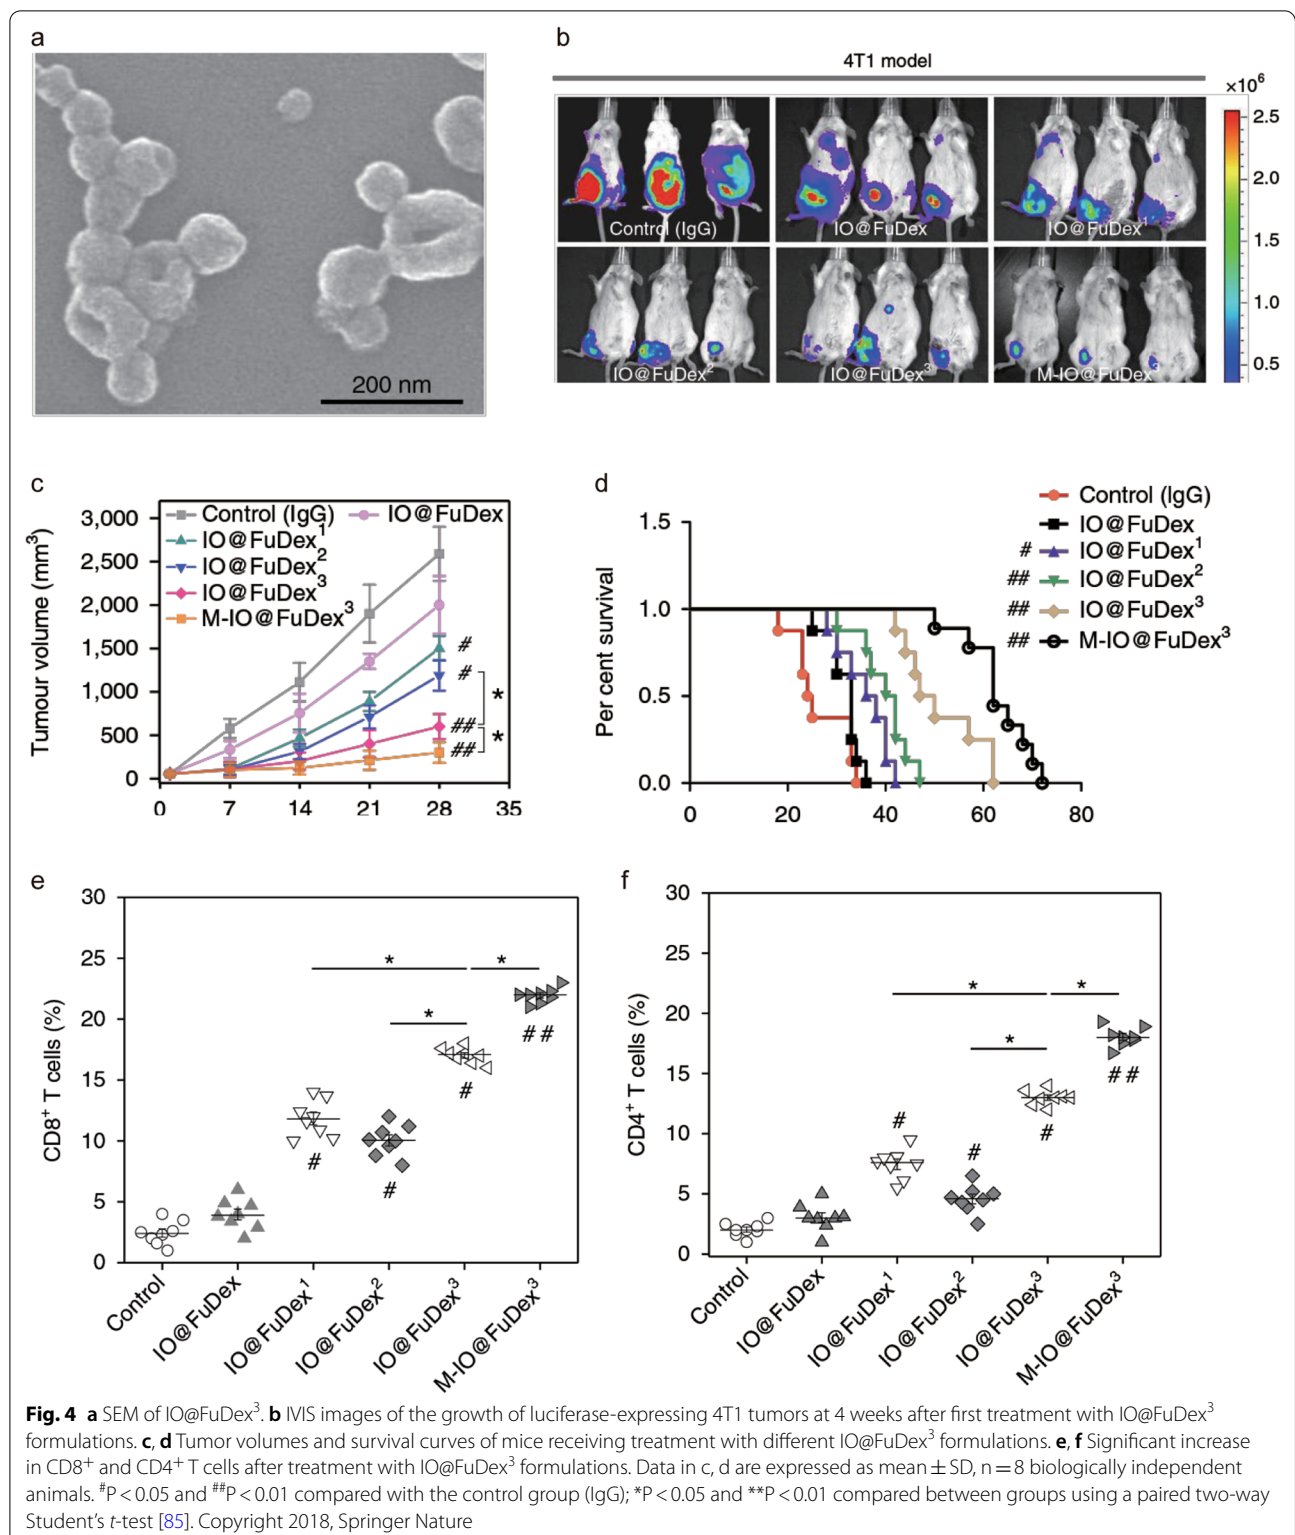 a
200 nm
b
4T1 model
×10⁶
Control (IgG)
IO@FuDex
IO@FuDex¹
IO@FuDex²
IO@FuDex³
M-IO@FuDex³
2.5
2.0
1.5
1.0
0.5
c
Tumour volume (mm³)
3,000
2,500
2,000
1,500
1,000
500
0
Control (IgG)
IO@FuDex
IO@FuDex¹
IO@FuDex²
IO@FuDex³
M-IO@FuDex³
#
#
*
##
*
##
0 7 14 21 28 35
d
Control (IgG)
IO@FuDex
# IO@FuDex¹
## IO@FuDex²
## IO@FuDex³
## M-IO@FuDex³
Per cent survival
1.5
1.0
0.5
0.0
0 20 40 60 80
e
CD8⁺ T cells (%)
30
25
20
15
10
5
0
* *
*
# #
#
#
#
Control
IO@FuDex
IO@FuDex¹
IO@FuDex²
IO@FuDex³
M-IO@FuDex³
f
CD4⁺ T cells (%)
30
25
20
15
10
5
0
* *
*
# #
#
#
#
Control
IO@FuDex
IO@FuDex¹
IO@FuDex²
IO@FuDex³
M-IO@FuDex³
Fig. 4 a SEM of IO@FuDex³. b IVIS images of the growth of luciferase-expressing 4T1 tumors at 4 weeks after first treatment with IO@FuDex³
formulations. c, d Tumor volumes and survival curves of mice receiving treatment with different IO@FuDex³ formulations. e, f Significant increase
in CD8⁺ and CD4⁺ T cells after treatment with IO@FuDex³ formulations. Data in c, d are expressed as mean ± SD, n = 8 biologically independent
animals. #P < 0.05 and ##P < 0.01 compared with the control group (IgG); *P < 0.05 and **P < 0.01 compared between groups using a paired two-way
Student's t-test [85]. Copyright 2018, Springer Nature